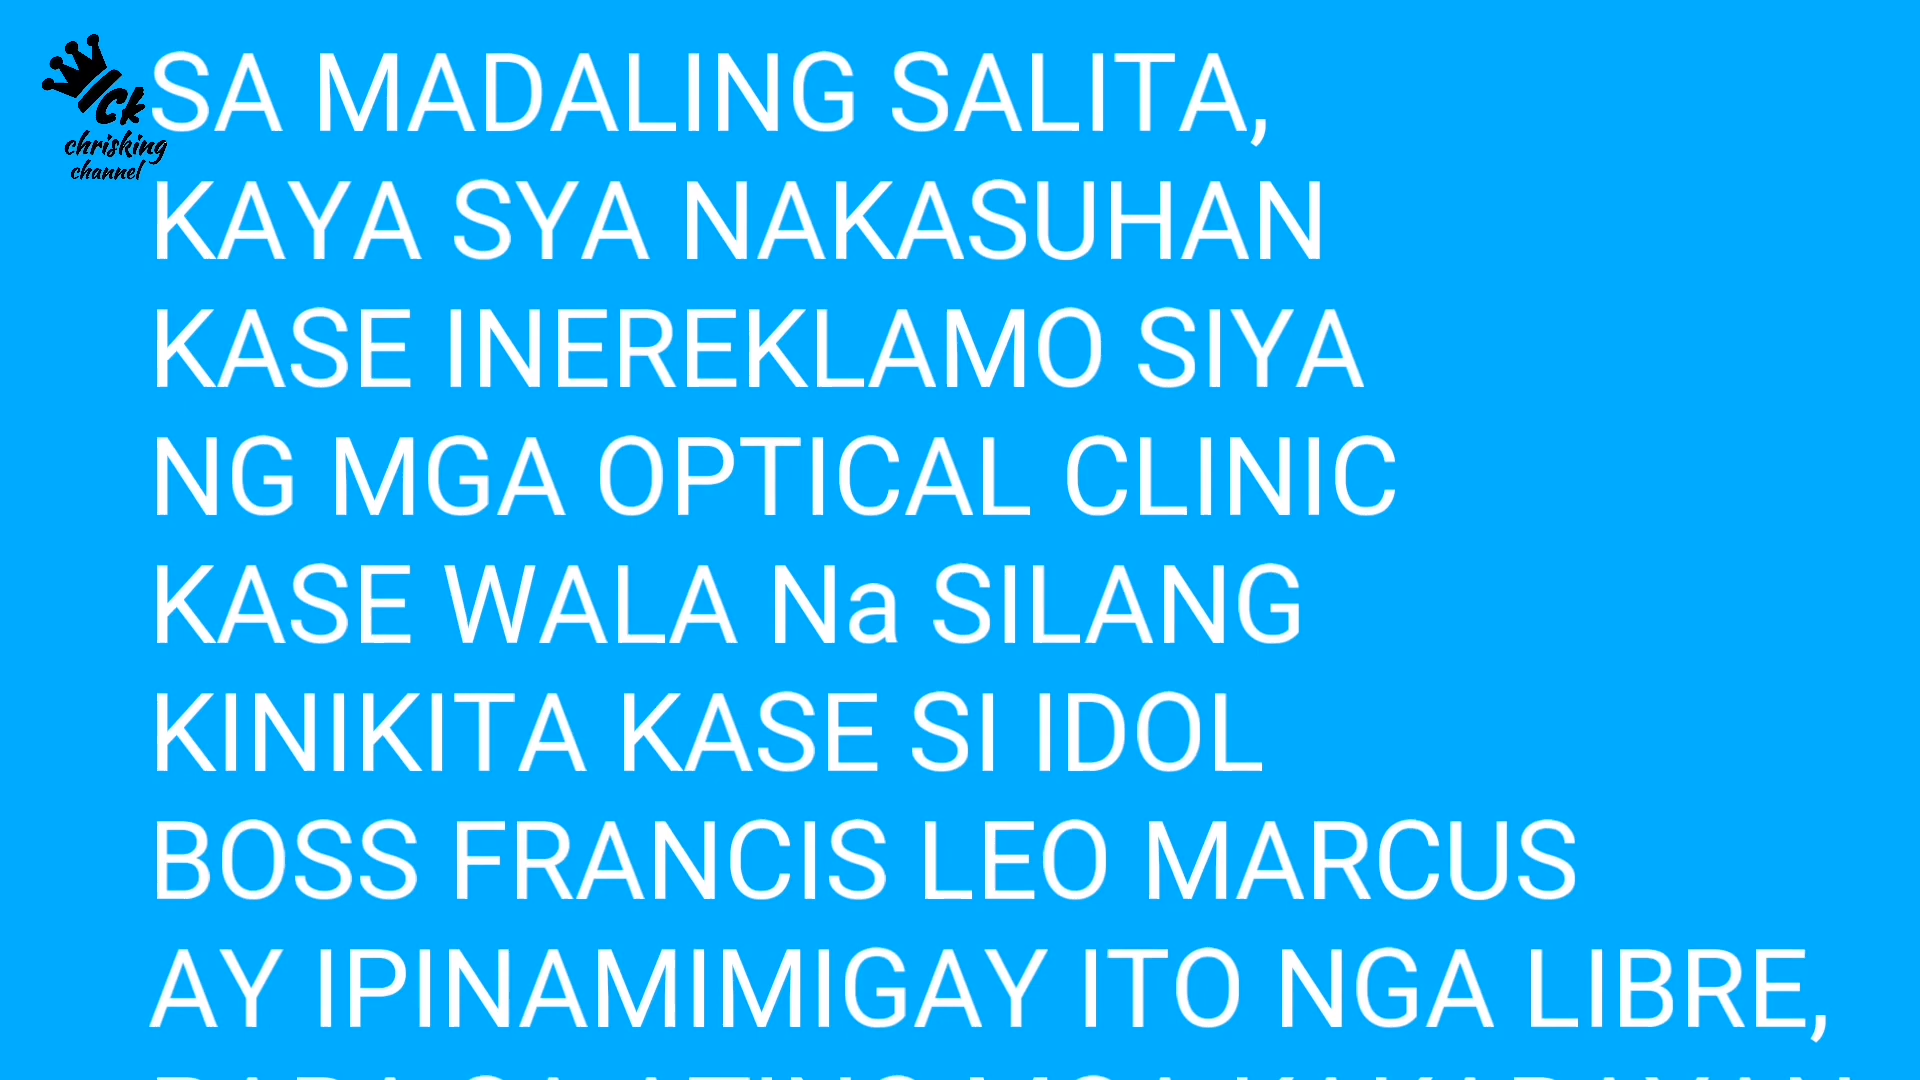 Ck
chrisking
channel
SA MADALING SALITA,
KAYA SYA NAKASUHAN
KASE INEREKLAMO SIYA
NG MGA OPTICAL CLINIC
KASE WALA Na SILANG
KINIKITA KASE SI IDOL
BOSS FRANCIS LEO MARCUS
AY IPINAMIMIGAY ITO NGA LIBRE,